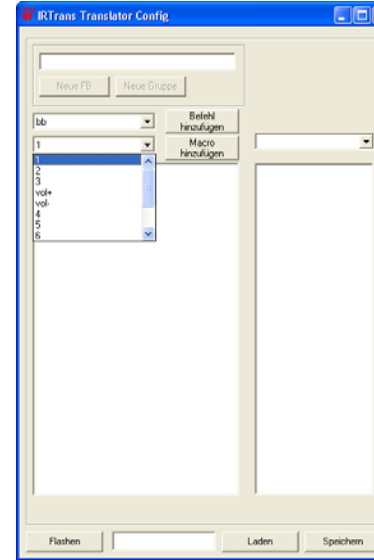 IRTrans Translator Config
Neue FB
Neue Gruppe
bb
Befehl
hinzufügen
1
Macro
hinzufügen
1
2
3
vol+
vol-
4
5
6
Flashen
Laden
Speichern